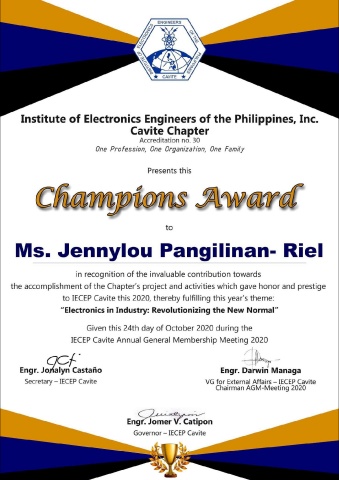 Institute of Electronics Engineers of the Philippines, Inc.
Cavite Chapter
Accreditation no. 30
One Profession, One Organization, One Family
Presents this
Champions Award
to
Ms. Jennylou Pangilinan- Riel
in recognition of the invaluable contribution towards
the accomplishment of the Chapter's project and activities which gave honor and prestige
to IECEP Cavite this 2020, thereby fulfilling this year's theme:
“Electronics in Industry: Revolutionizing the New Normal”
Given this 24th day of October 2020 during the
IECEP Cavite Annual General Membership Meeting 2020
Engr. Jonalyn Castaño
Secretary – IECEP Cavite
Engr. Darwin Managa
VG for External Affairs – IECEP Cavite
Chairman AGM-Meeting 2020
Engr. Jomer V. Catipon
Governor – IECEP Cavite
CAVITE